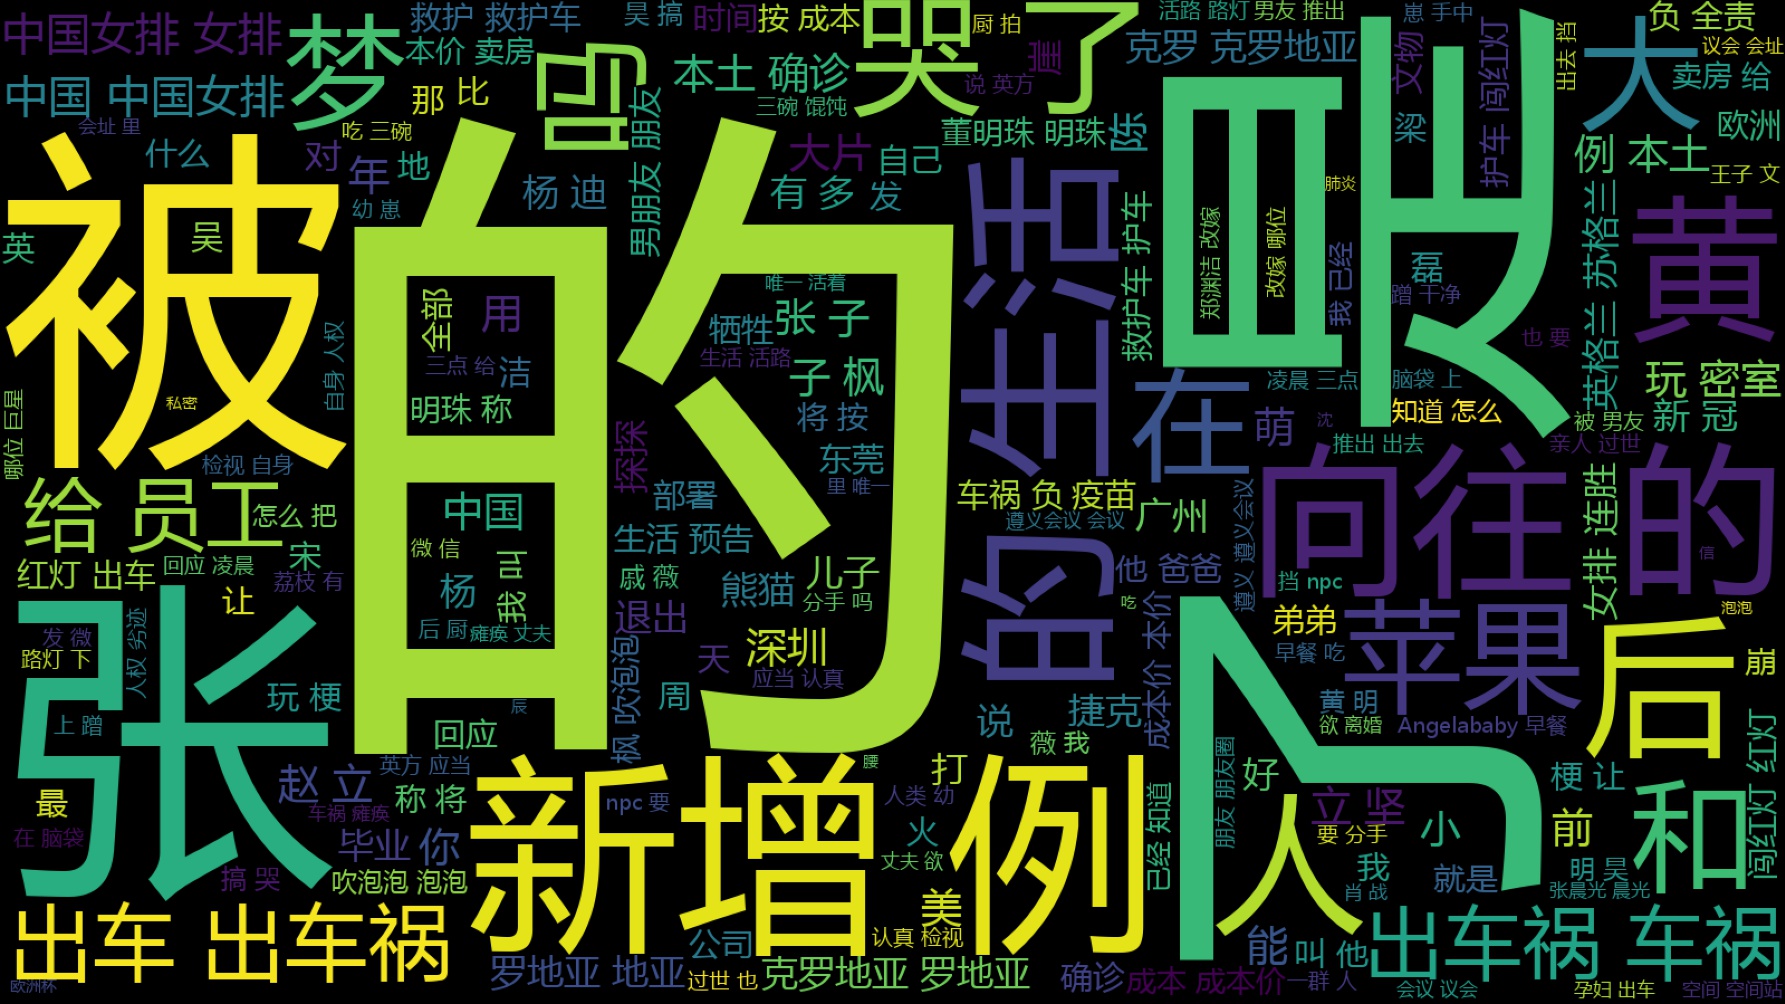 中国女排 女排
救护 救护车
昊 搞
时间
按 成本
哭
厨 拍
了
活路 路灯
男友 推出
崽 手中
负 全责
梦
本价 卖房
吗
本土 确诊
克罗 克罗地亚
崖
文物
闯红灯
出去 挡
大
议会 会址
卖房 给
中国 中国女排
那 比
三碗 馄饨
说 英方
会址 里
吃 三碗
男朋友 朋友
董明珠 明珠
陈
梁
护车 闯红灯
欧洲
被
什么
对
年 地
大片
自己
的生活
是
例 本土
王子 文
幼 崽
杨 迪
有 多
发
肺炎
英
吴
的
救护车 护车
郑渊洁 改嫁
改嫁 哪位
我 已经
磊
苏格兰
英格兰 苏格兰
黄
自身 人权
全部
用
唯一 活着
蹭 干净
牺牲
张 子
三点 给
洁
生活 活路
子 枫
也 要
哪位 巨星
私密
明珠 称
将 按
在
凌晨 三点
脑袋 上
玩 密室
知道 怎么
被 男友
新 冠
萌
沈
推出 出去
亲人 过世
检视 自身
探探
东莞
里 唯一
给 员工
怎么 把
中国
部署
车祸 负
疫苗
广州
遵义会议 会议
遵义 遵义会议
向往 的
女排 连胜
微 信
生活 预告
信
红灯 出车
回应 凌晨
宋
荔枝 有
杨
我 hu
戚 薇
熊猫
儿子
分手 吗
他 爸爸
挡 npc
张
让
后 厨
瘫痪 丈夫
退出
吃
弟弟
苹果
泡泡
发 微
人权 劣迹
路灯 下
天
深圳
早餐 吃
后
崩
玩 梗
枫 吹泡泡
周
应当 认真
成本价 本价
黄 明
上 蹭
辰
说
捷克
欲 离婚
Angelababy 早餐
闯红灯 红灯
回应
薇 我
赵 立
英方 应当
新增
腰
例
打
已经 知道
朋友 朋友圈
好
梗 让
最
称 将
npc 要
人类 幼
人
立 坚
和
车祸 瘫痪
火
要 分手
小
前
在 脑袋
毕业
你
丈夫 欲
我
就是
明 昊
搞 哭
吹泡泡 泡泡
肖 战
张晨光 晨光
出车 出车祸
美
认真 检视
公司
能
叫 他
出车祸 车祸
罗地亚 地亚
过世 也
克罗地亚 罗地亚
确诊
成本 成本价
一群 人
会议 议会
孕妇 出车
空间 空间站
欧洲杯